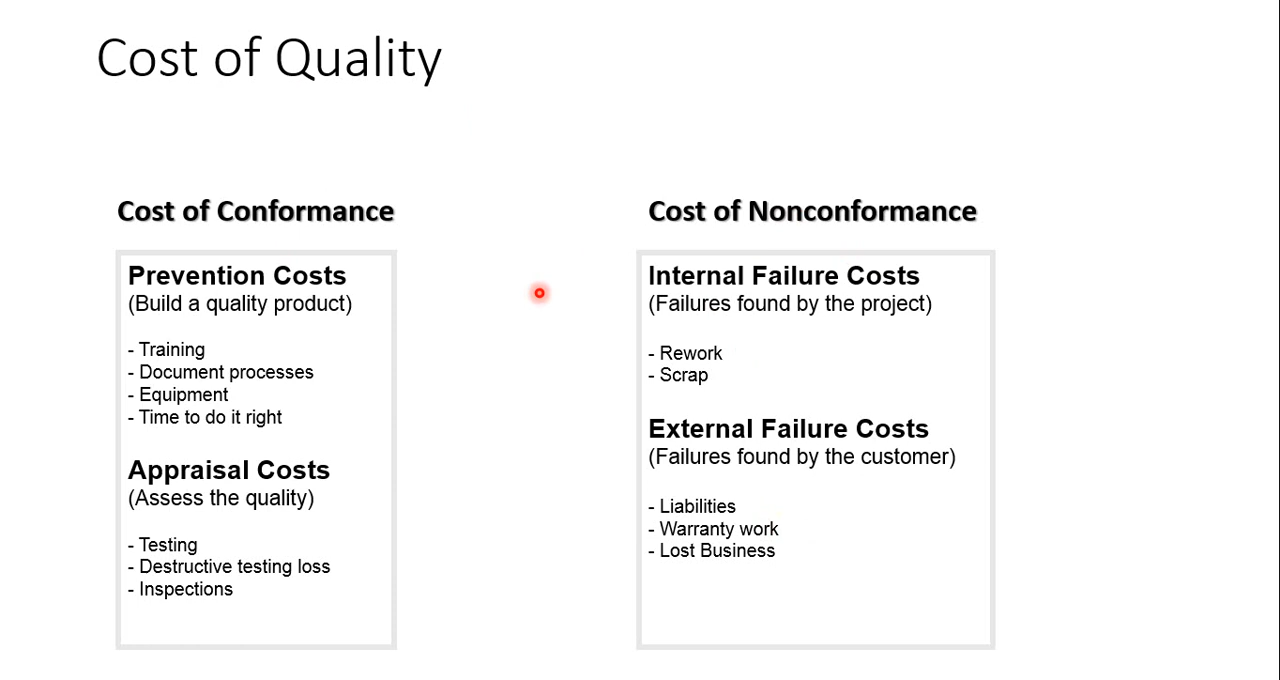 Cost of Quality
Cost of Conformance
Prevention Costs
(Build a quality product)
- Training
- Document processes
- Equipment
- Time to do it right
Appraisal Costs
(Assess the quality)
- Testing
- Destructive testing loss
- Inspections
Cost of Nonconformance
Internal Failure Costs
(Failures found by the project)
- Rework
- Scrap
External Failure Costs
(Failures found by the customer)
- Liabilities
- Warranty work
- Lost Business